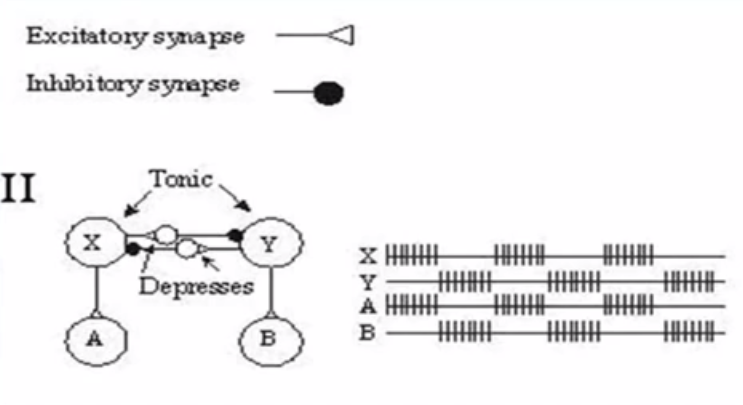 Excitatory synapse
Inhibitory synapse
II
Tonic
X
Y
Depresses
A
B
X
Y
A
B